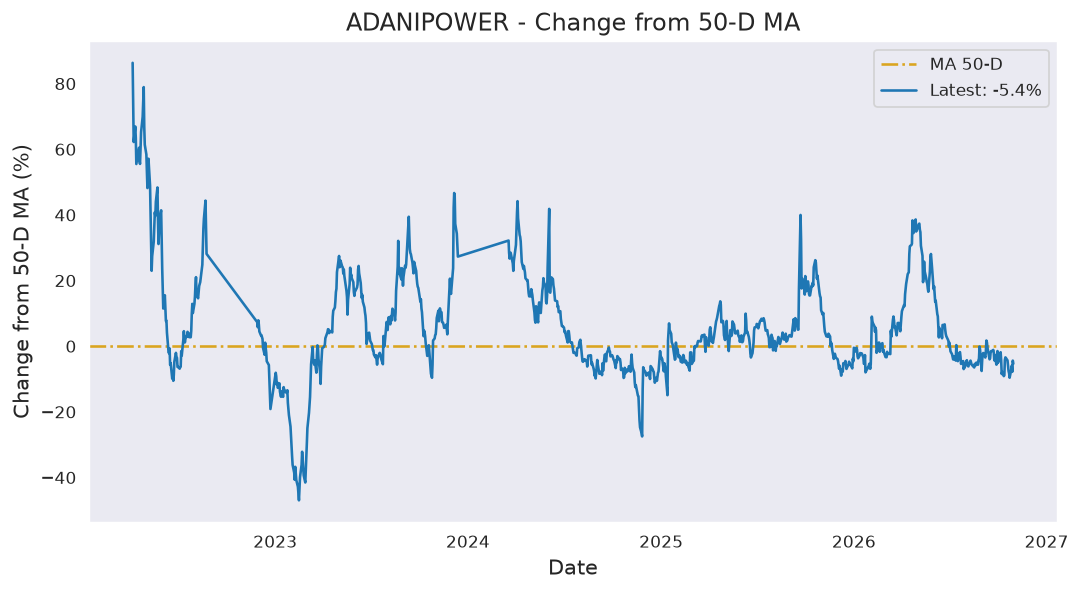 ADANIPOWER - Change from 50-D MA
MA 50-D
Latest: -5.4%
Change from 50-D MA (%)
80
60
40
20
0
−20
−40
2023
2024
2025
2026
2027
Date